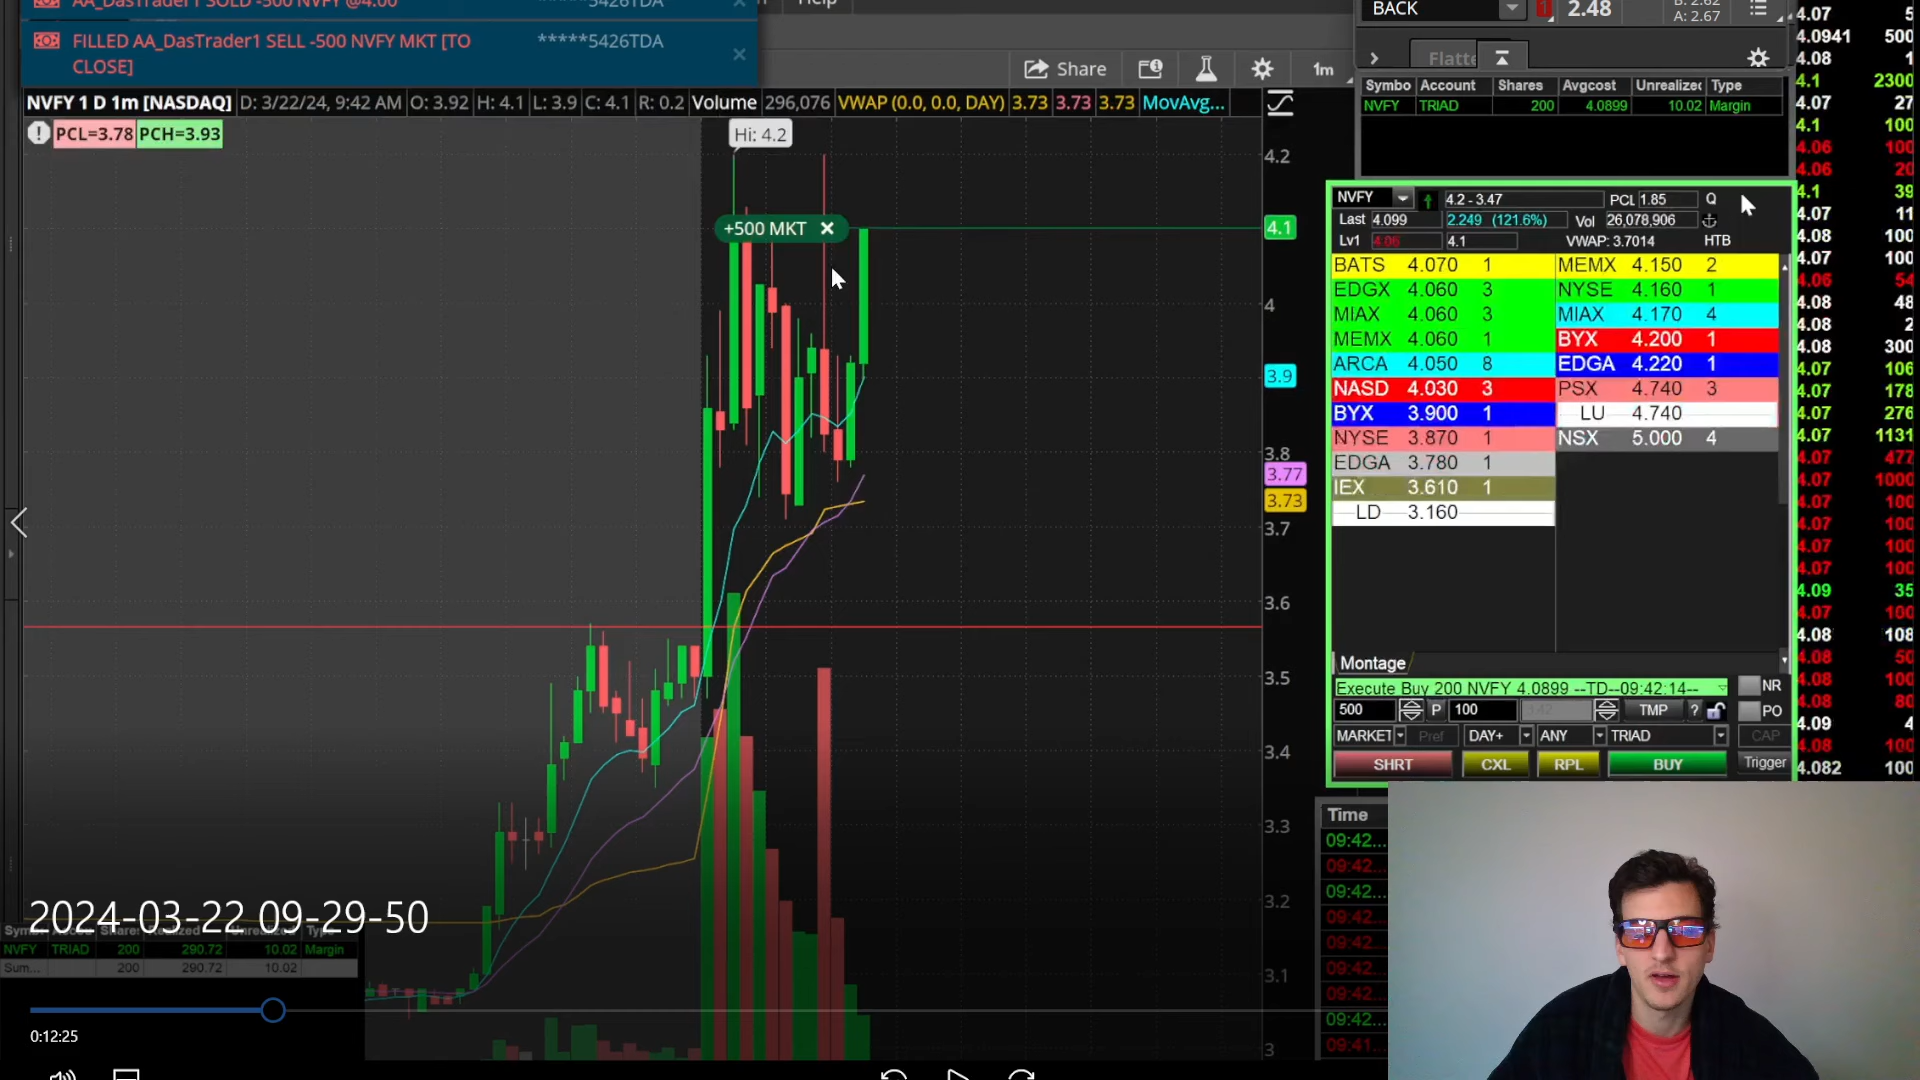 AA_DasTrader1 SOLD -500 NVFY @4.00 *****5426TDA
FILLED AA_DasTrader1 SELL -500 NVFY MKT [TO CLOSE] *****5426TDA
Help
Share
1m
NVFY 1 D 1m [NASDAQ] D: 3/22/24, 9:42 AM O: 3.92 H: 4.1 L: 3.9 C: 4.1 R: 0.2 Volume 296,076 VWAP (0.0, 0.0, DAY) 3.73 3.73 3.73 MovAvg...
PCL=3.78 PCH=3.93
Hi: 4.2
+500 MKT
4.2
4.1
4
3.9
3.8
3.77
3.73
3.7
3.6
3.5
3.4
3.3
3.2
3.1
3
2024-03-22 09-29-50
NVFY TRIAD 200 290.72 10.02 Margin
Sum... 200 290.72 10.02
0:12:25
BACK 1 2.48 B: 2.62
A: 2.67
Flatte
Symbo Account Shares Avgcost Unrealizec Type
NVFY TRIAD 200 4.0899 10.02 Margin
NVFY 4.2 - 3.47 PCL 1.85 Q
Last 4.099 2.249 (121.6%) Vol 26,078,906
Lv1 4.06 4.1 VWAP: 3.7014 HTB
BATS 4.070 1 MEMX 4.150 2
EDGX 4.060 3 NYSE 4.160 1
MIAX 4.060 3 MIAX 4.170 4
MEMX 4.060 1 BYX 4.200 1
ARCA 4.050 8 EDGA 4.220 1
NASD 4.030 3 PSX 4.740 3
BYX 3.900 1 LU 4.740
NYSE 3.870 1 NSX 5.000 4
EDGA 3.780 1
IEX 3.610 1
LD 3.160
Montage
Execute Buy 200 NVFY 4.0899 --TD--09:42:14-- NR
500 P 100 TMP ? PO
MARKET Pref DAY+ ANY TRIAD CAP
SHRT CXL RPL BUY Trigger
Time
09:42...
09:42...
09:42...
09:42...
09:42...
09:42...
09:42...
09:42...
09:41...
4.07 5
4.0941 500
4.08 1
4.1 2300
4.07 27
4.1 100
4.06 100
4.06 20
4.1 39
4.07 11
4.08 100
4.07 100
4.06 54
4.08 48
4.08 2
4.08 300
4.07 106
4.07 178
4.07 276
4.07 1131
4.07 477
4.07 1000
4.07 100
4.07 100
4.07 100
4.07 100
4.09 35
4.07 100
4.08 108
4.08 50
4.08 100
4.08 80
4.09 4
4.08 100
4.082 100